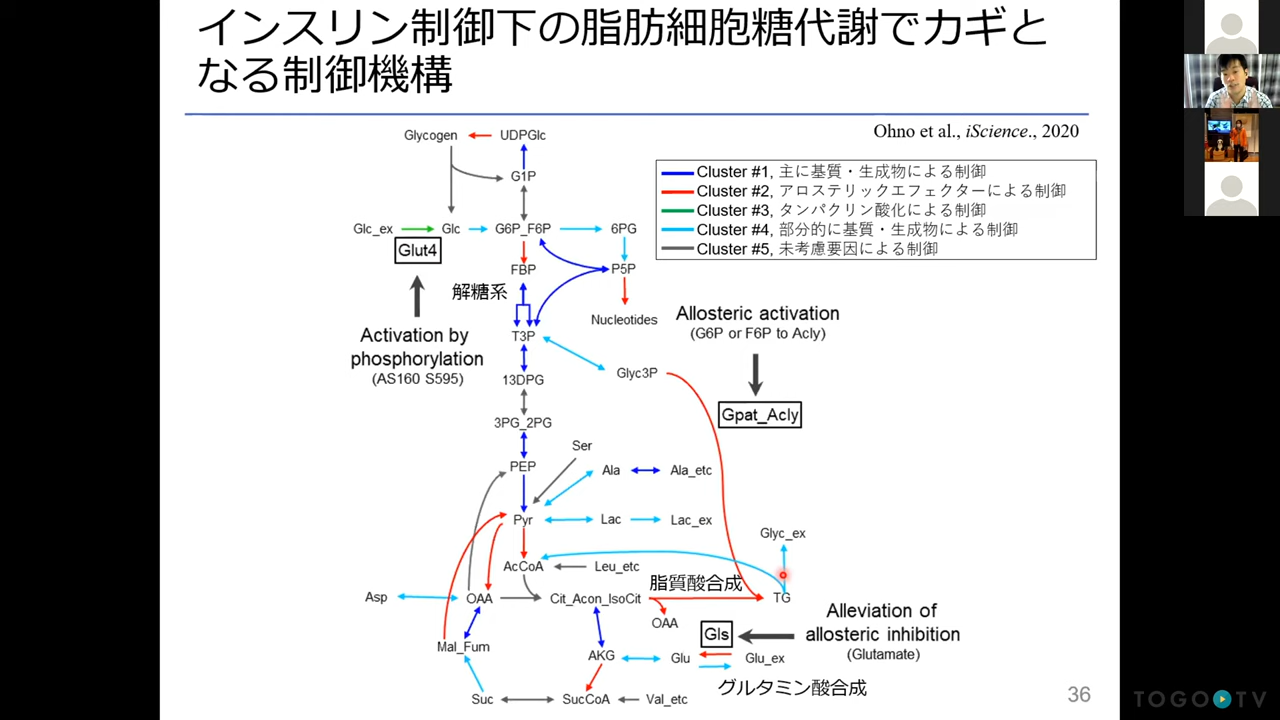 インスリン制御下の脂肪細胞糖代謝でカギと
なる制御機構
Ohno et al., iScience., 2020
Cluster #1, 主に基質・生成物による制御
Cluster #2, アロステリックエフェクターによる制御
Cluster #3, タンパクリン酸化による制御
Cluster #4, 部分的に基質・生成物による制御
Cluster #5, 未考慮要因による制御
Glycogen
UDPGlc
G1P
Glc_ex
Glc
G6P_F6P
6PG
Glut4
FBP
P5P
解糖系
Nucleotides
T3P
Activation by
phosphorylation
(AS160 S595)
Allosteric activation
(G6P or F6P to Acly)
Gpat_Acly
Glyc3P
13DPG
3PG_2PG
Ser
PEP
Ala
Ala_etc
Pyr
Lac
Lac_ex
Glyc_ex
AcCoA
Leu_etc
脂質酸合成
Asp
OAA
Cit_Acon_IsoCit
TG
OAA
Alleviation of
allosteric inhibition
(Glutamate)
Gls
Mal_Fum
AKG
Glu
Glu_ex
グルタミン酸合成
Suc
SucCoA
Val_etc
36
TOGO TV